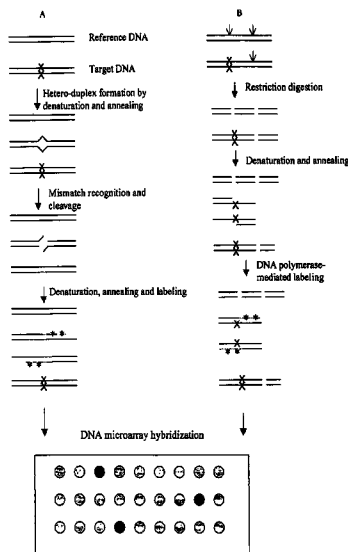 A
B
Reference DNA
Target DNA
Restriction digestion
Hetero-duplex formation by
denaturation and annealing
Denaturation and annealing
Mismatch recognition and
cleavage
DNA polymerase-
mediated labeling
Denaturation, annealing and labeling
DNA microarray hybridization